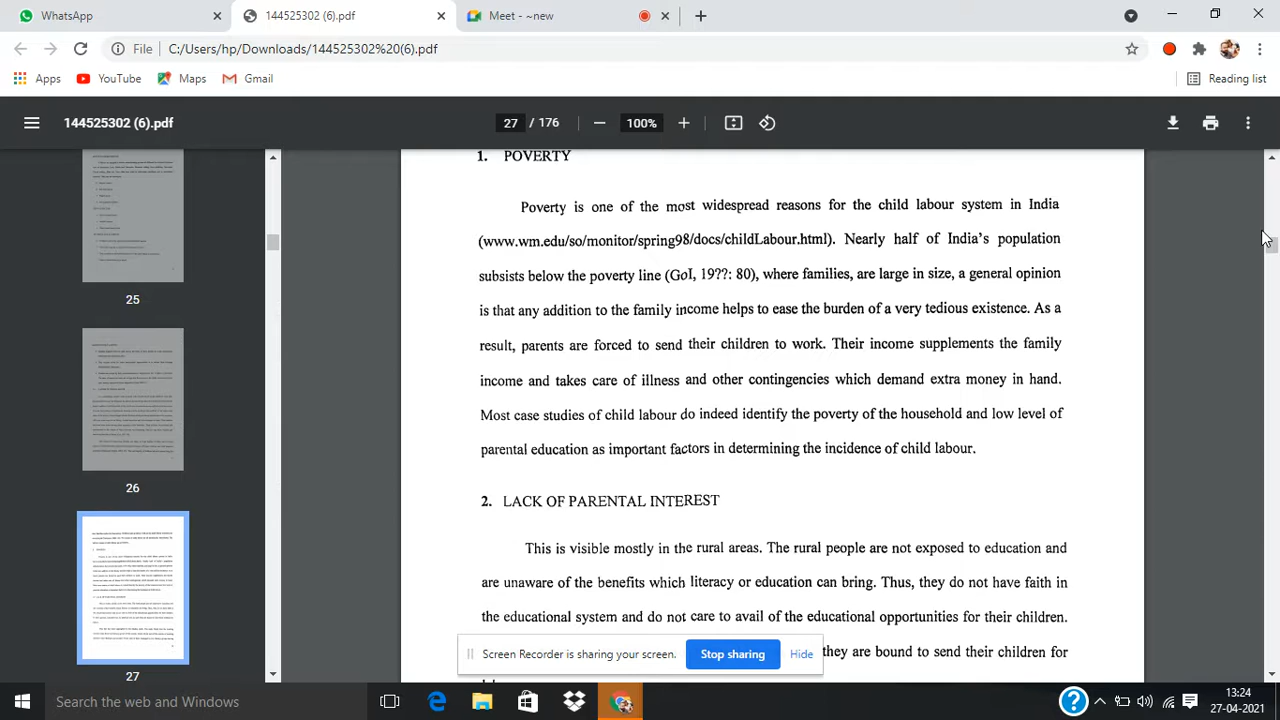 WhatsApp
144525302 (6).pdf
Meet - ~new
File
C:/Users/hp/Downloads/144525302%20(6).pdf
Apps
YouTube
Maps
Gmail
Reading list
144525302 (6).pdf
27 / 176
100%
25
26
27
1. POVERTY
is one of the most widespread reasons for the child labour system in India
(www.wm.edu/so/monitor/spring98/docs/childLabour.html). Nearly half of India's population
subsists below the poverty line (GoI, 19??: 80), where families, are large in size, a general opinion
is that any addition to the family income helps to ease the burden of a very tedious existence. As a
result, are forced to send their children to work. Their income supplements the family
income care of illness and other contingencies which demand extra money in hand.
Most case studies of child labour do indeed identify the poverty of the household and low level of
parental education as important factors in determining the incidence of child labour.
2. LACK OF PARENTAL INTEREST
visible mostly in the rural areas. The rural people are not exposed to education and
are unaware of the benefits which literacy or education can bring. Thus, they do not have faith in
the educational system and do not care to avail of the educational opportunities for their children.
they are bound to send their children for
Screen Recorder is sharing your screen.
Stop sharing
Hide
Search the web and Windows
13:24
27-04-2021